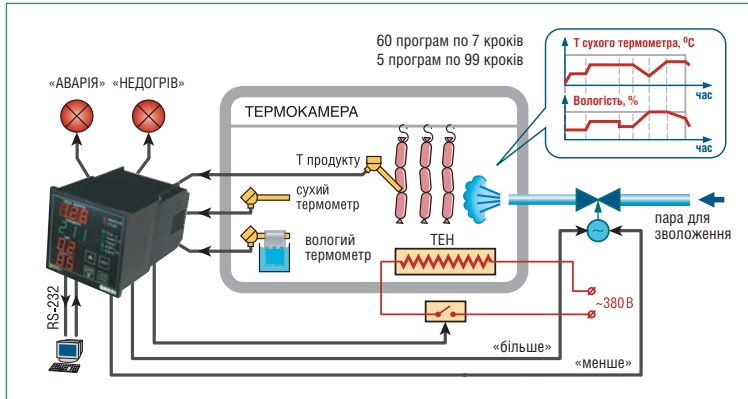 60 програм по 7 кроків
5 програм по 99 кроків
Т сухого термометра, ⁰С
час
Вологість, %
час
«АВАРІЯ» «НЕДОГРІВ»
ТЕРМОКАМЕРА
Т продукту
сухий
термометр
вологий
термометр
ТЕН
пара для
зволоження
~380 В
RS-232
«більше»
«менше»